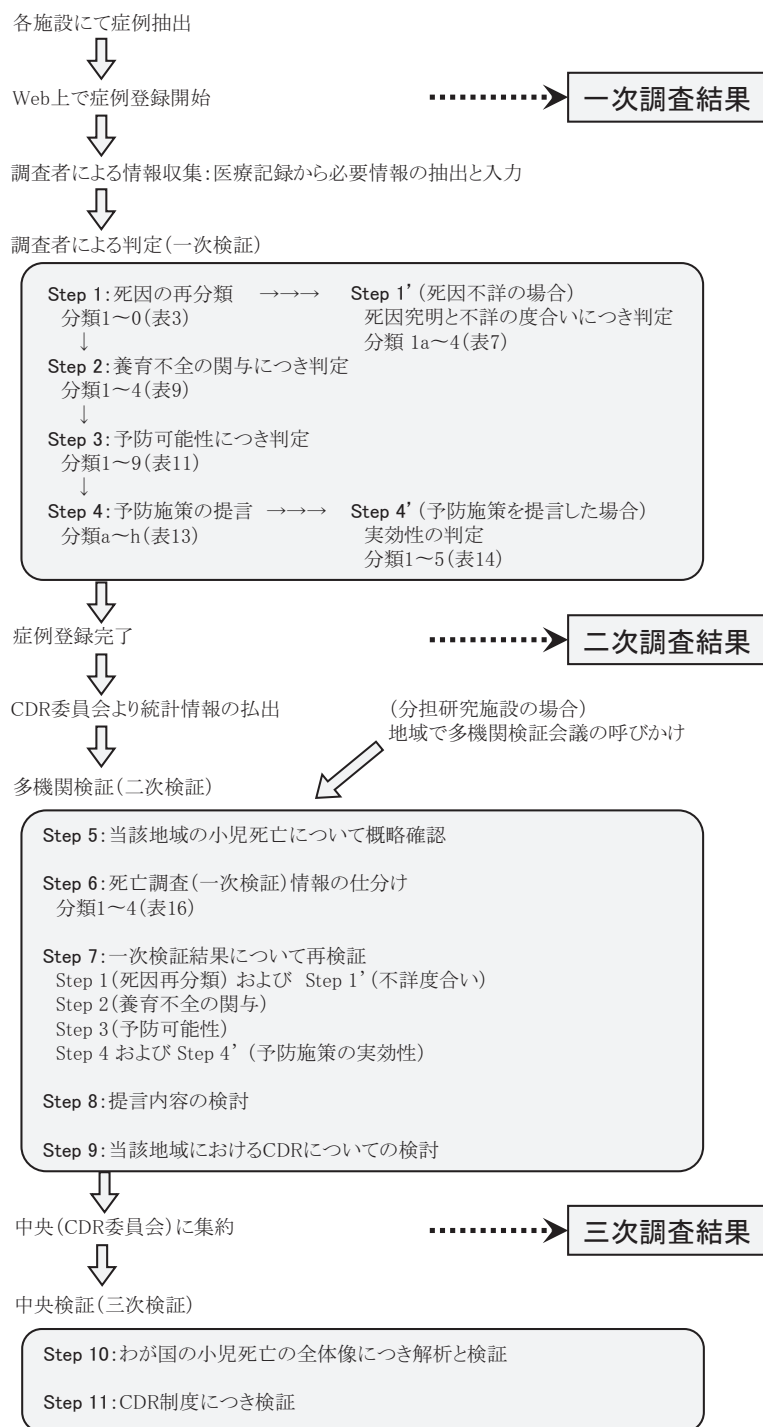 各施設にて症例抽出
Web上で症例登録開始
一次調査結果
調査者による情報収集：医療記録から必要情報の抽出と入力
調査者による判定（一次検証）
Step 1：死因の再分類　→→→　Step 1’（死因不詳の場合）
分類1～0（表3）　死因究明と不詳の度合いにつき判定
↓　分類 1a～4（表7）
Step 2：養育不全の関与につき判定
分類1～4（表9）
↓
Step 3：予防可能性につき判定
分類1～9（表11）
↓
Step 4：予防施策の提言　→→→　Step 4’（予防施策を提言した場合）
分類a～h（表13）　実効性の判定
分類1～5（表14）
症例登録完了
二次調査結果
CDR委員会より統計情報の払出
（分担研究施設の場合）
地域で多機関検証会議の呼びかけ
多機関検証（二次検証）
Step 5：当該地域の小児死亡について概略確認
Step 6：死亡調査（一次検証）情報の仕分け
分類1～4（表16）
Step 7：一次検証結果について再検証
Step 1（死因再分類） および Step 1’（不詳度合い）
Step 2（養育不全の関与）
Step 3（予防可能性）
Step 4 および Step 4’（予防施策の実効性）
Step 8：提言内容の検討
Step 9：当該地域におけるCDRについての検討
中央（CDR委員会）に集約
三次調査結果
中央検証（三次検証）
Step 10：わが国の小児死亡の全体像につき解析と検証
Step 11：CDR制度につき検証